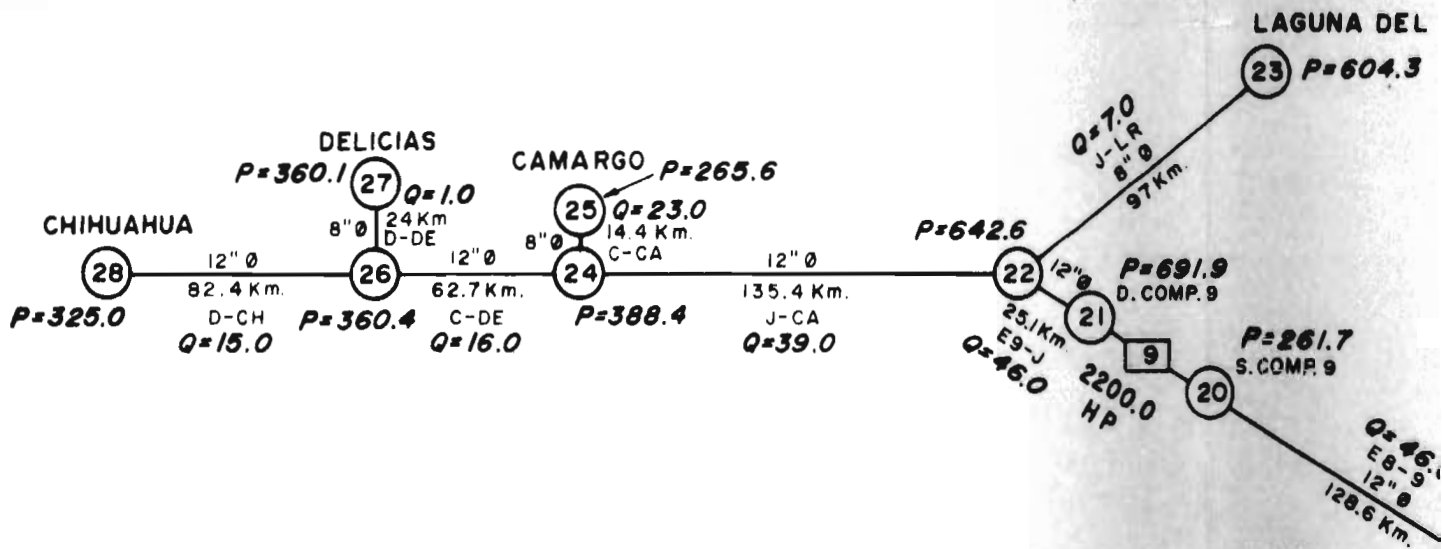 LAGUNA DEL
23 P=604.3
Q=7.0
J-LR
8"Ø
97 Km.
DELICIAS
P=360.1 27 Q=1.0
8"Ø 24 Km
D-DE
CAMARGO P=265.6
25 Q=23.0
8"Ø 14.4 Km.
C-CA
CHIHUAHUA
28 12"Ø 26 12"Ø 24 12"Ø 22
82.4 Km. 62.7 Km. 135.4 Km.
P=325.0 D-CH P=360.4 C-DE P=388.4 J-CA
Q=15.0 Q=16.0 Q=39.0
P=642.6
12"Ø
25.1 Km.
E9-J
Q=46.0
21 P=691.9
D. COMP. 9
9
2200.0
HP
20 P=261.7
S. COMP. 9
Q=46.
E8-9
12"Ø
128.6 Km.